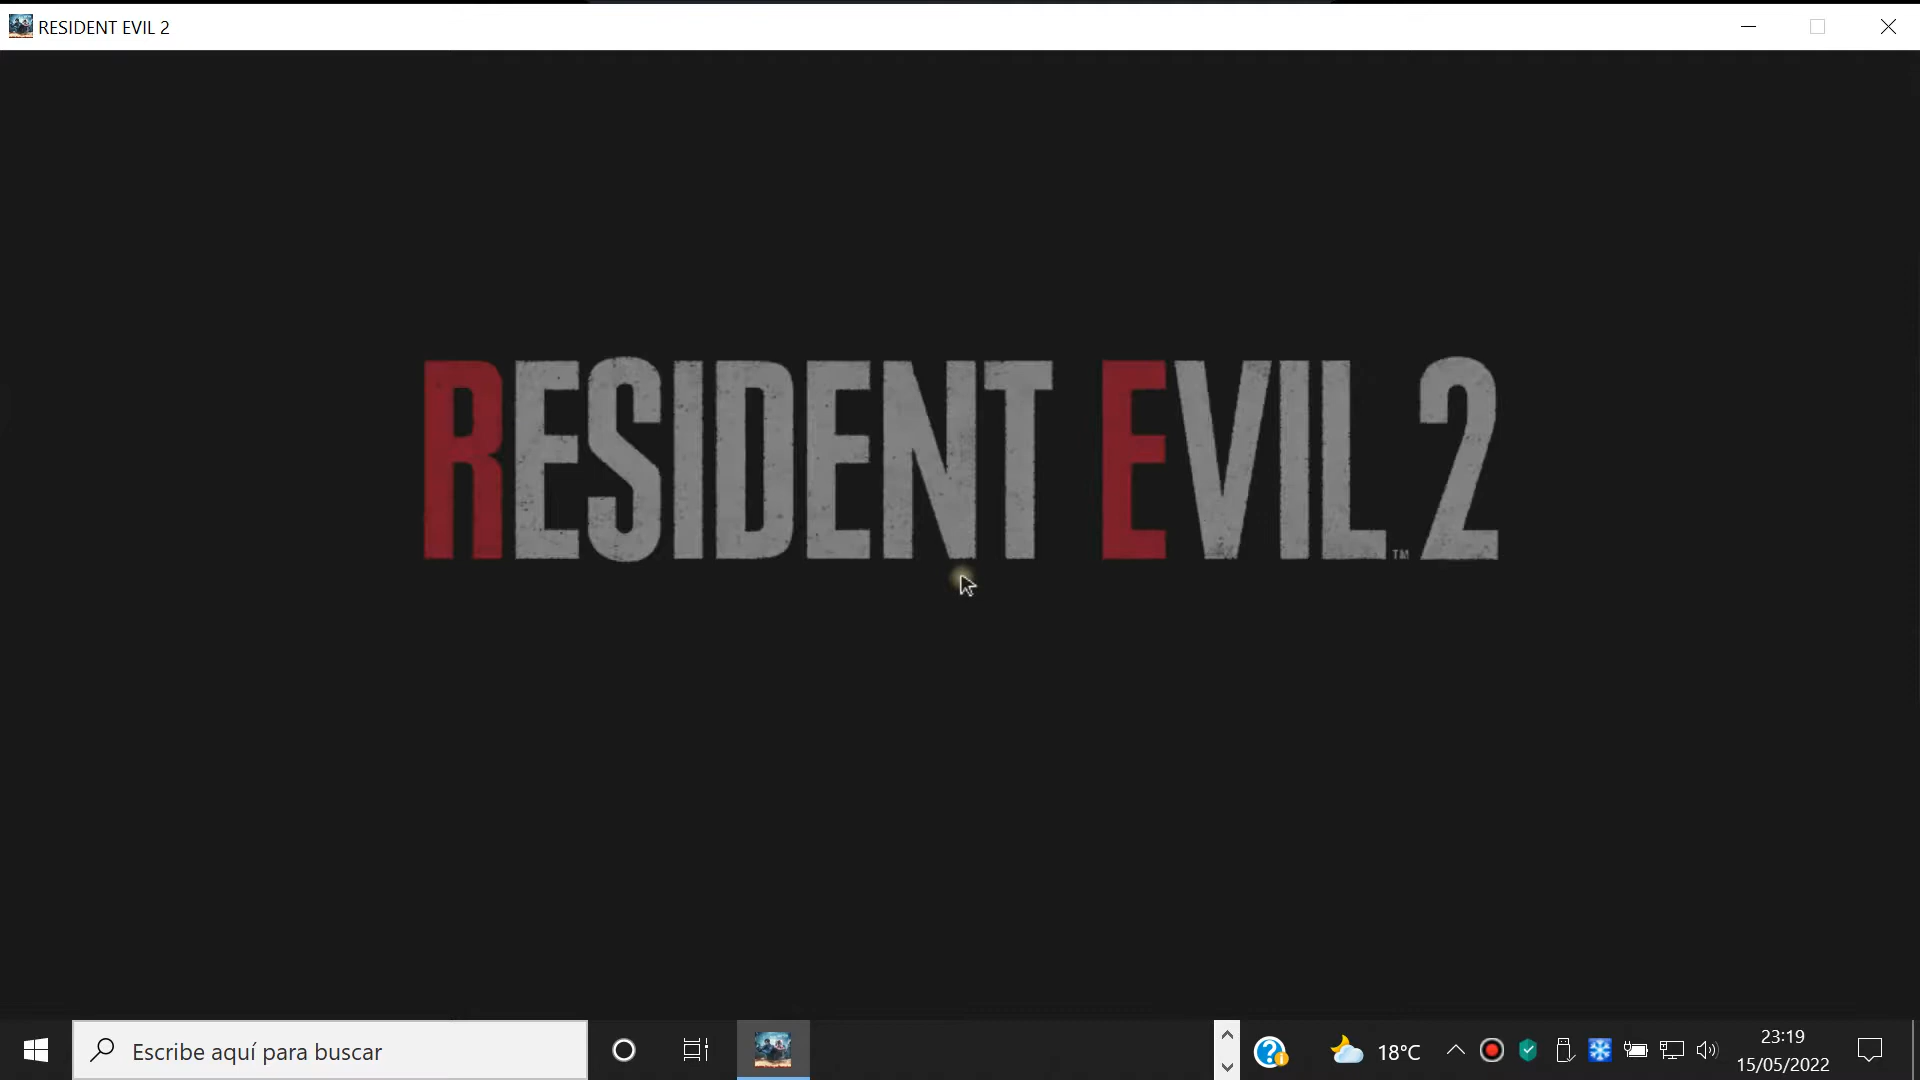 RESIDENT EVIL 2
RESIDENT EVIL 2
TM
Escribe aquí para buscar
18°C
23:19
15/05/2022